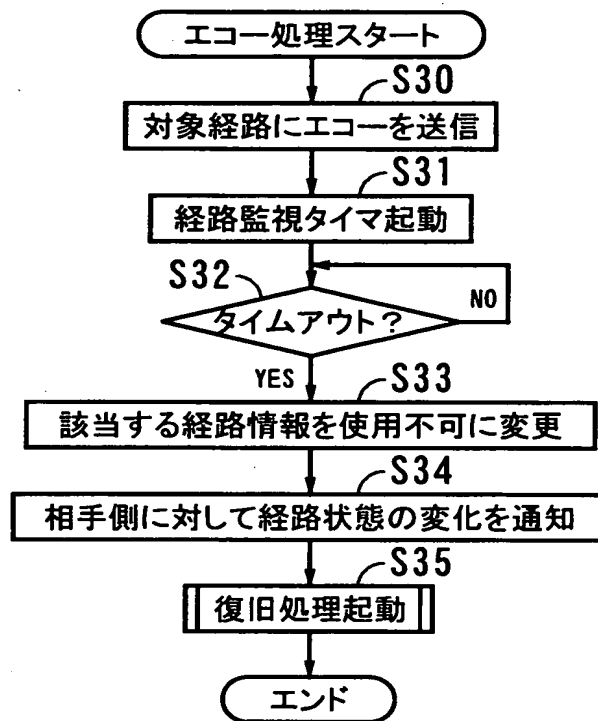 エコー処理スタート
S30
対象経路にエコーを送信
S31
経路監視タイマ起動
S32
タイムアウト?
NO
YES
S33
該当する経路情報を使用不可に変更
S34
相手側に対して経路状態の変化を通知
S35
復旧処理起動
エンド